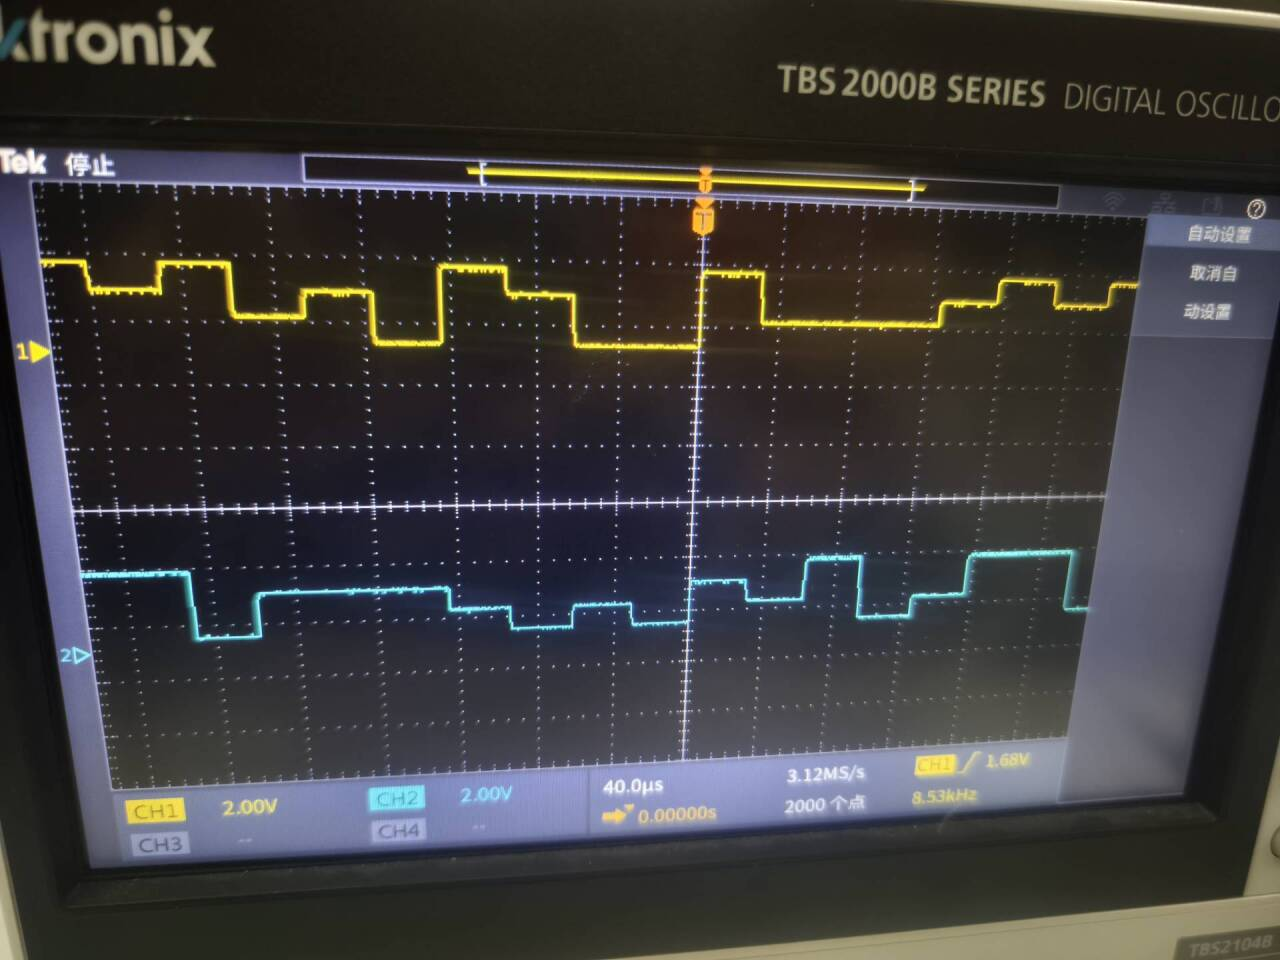 ktronix
TBS 2000B SERIES DIGITAL OSCILLO
Tek 停止
T
T
?
自动设置
取消自
动设置
1
2
CH1 2.00V CH2 2.00V
CH3 -- CH4 --
40.0μs
0.00000s
3.12MS/s
2000 个点
CH1 1.68V
8.53kHz
TBS2104B